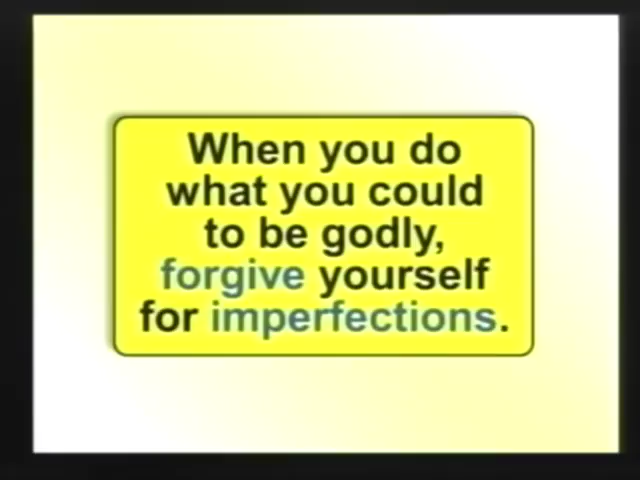 When you do
what you could
to be godly,
forgive yourself
for imperfections.